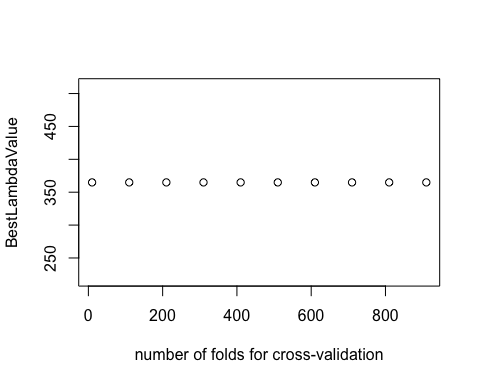 BestLambdaValue
450
350
250
0 200 400 600 800
number of folds for cross-validation